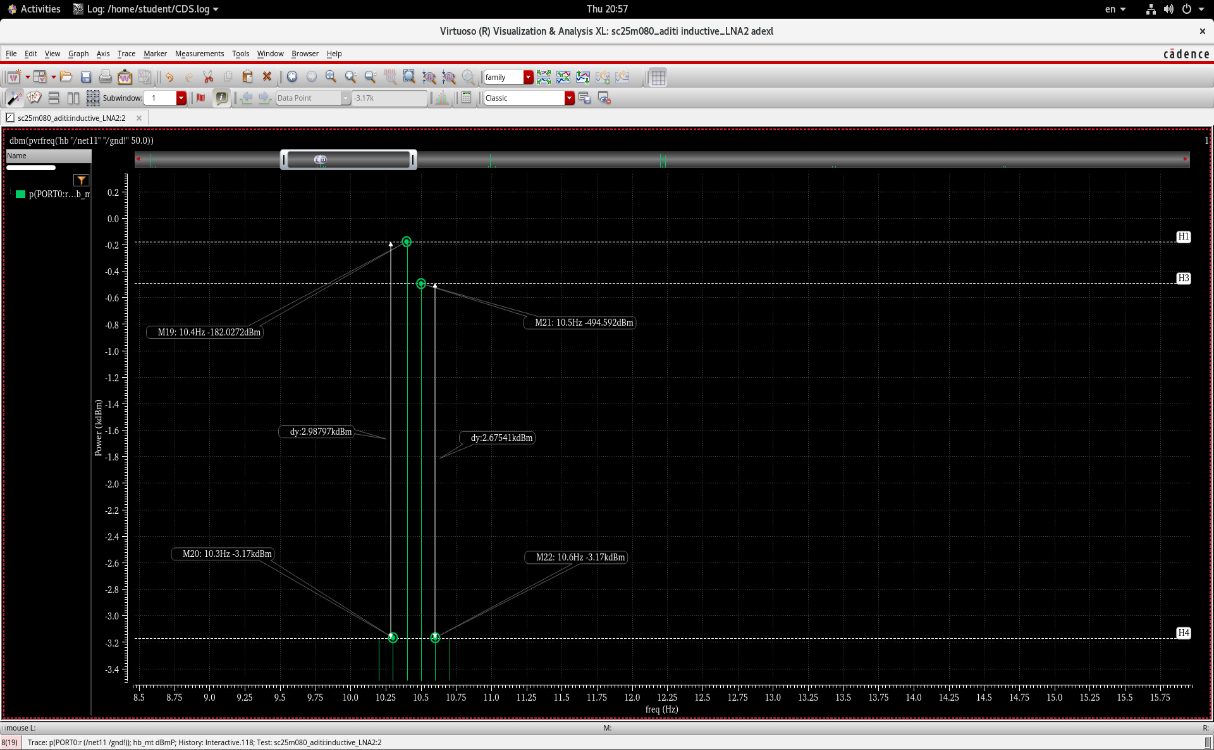 Activities
Log: /home/student/CDS.log
Thu 20:57
en
Virtuoso (R) Visualization & Analysis XL: sc25m080_aditi inductive_LNA2 adexl
×
File Edit View Graph Axis Trace Marker Measurements Tools Window Browser Help
cādence
family
Subwindow: 1
Data Point
-3.17k
Classic
sc25m080_aditi:inductive_LNA2:2
dbm(pvrfreq('hb "/net11" "/gnd!" 50.0))
1
Name
p(PORT0:r...b_m
0.2
0.0
-0.2
-0.4
-0.6
-0.8
-1.0
-1.2
-1.4
-1.6
-1.8
-2.0
-2.2
-2.4
-2.6
-2.8
-3.0
-3.2
-3.4
Power (kdBm)
H1
H3
H4
M19: 10.4Hz -182.0272dBm
M21: 10.5Hz -494.592dBm
dy:2.98797kdBm
dy:2.67541kdBm
M20: 10.3Hz -3.17kdBm
M22: 10.6Hz -3.17kdBm
8.5 8.75 9.0 9.25 9.5 9.75 10.0 10.25 10.5 10.75 11.0 11.25 11.5 11.75 12.0 12.25 12.5 12.75 13.0 13.25 13.5 13.75 14.0 14.25 14.5 14.75 15.0 15.25 15.5 15.75
freq (Hz)
mouse L:
M:
R:
8(19)
Trace: p(PORT0:r (/net11 /gnd!)); hb_mt dBmP; History: Interactive.118; Test: sc25m080_aditi:inductive_LNA2:2